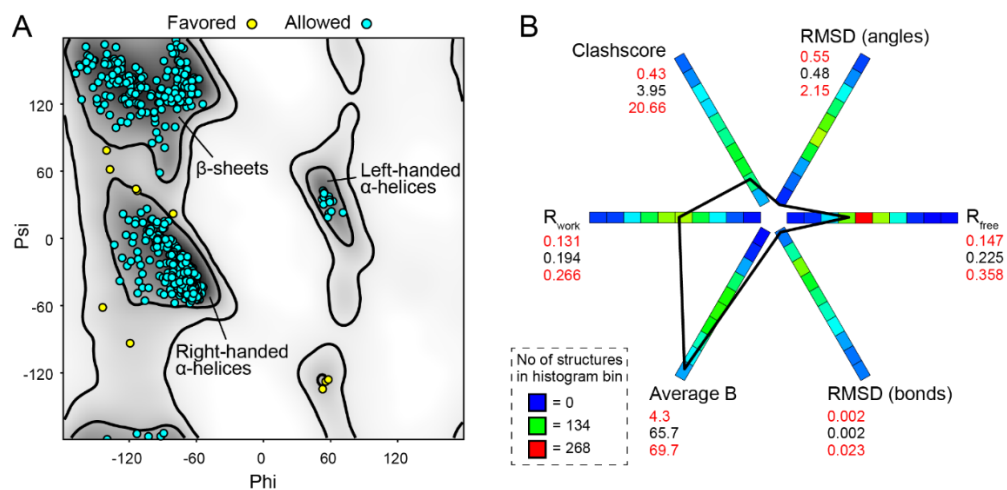 A
Favored
Allowed
Psi
120
60
0
-60
-120
β-sheets
Left-handed
α-helices
Right-handed
α-helices
-120
-60
0
60
120
Phi
B
Clashscore
0.43
3.95
20.66
RMSD (angles)
0.55
0.48
2.15
Rwork
0.131
0.194
0.266
Rfree
0.147
0.225
0.358
No of structures
in histogram bin
= 0
= 134
= 268
Average B
4.3
65.7
69.7
RMSD (bonds)
0.002
0.002
0.023